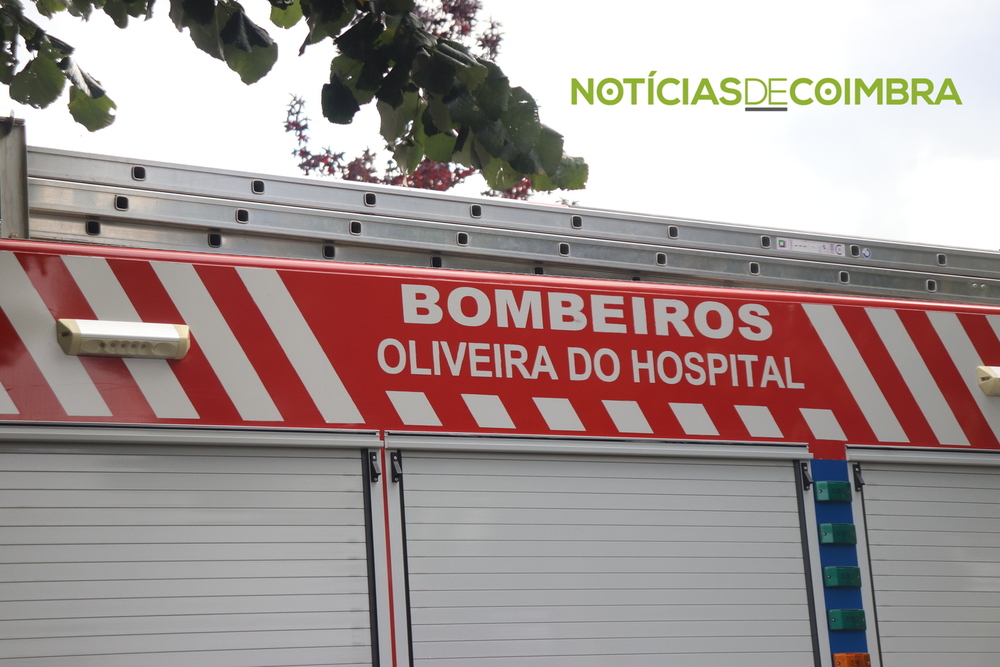 NOTÍCIASDECOIMBRA
BOMBEIROS
OLIVEIRA DO HOSPITAL